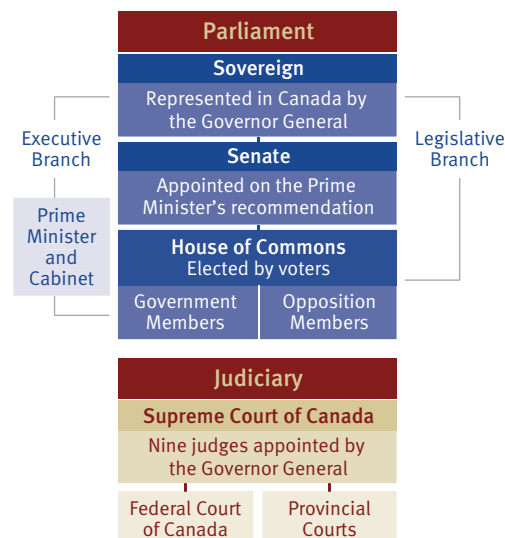 Parliament
Sovereign
Represented in Canada by
the Governor General
Executive
Branch
Legislative
Branch
Senate
Appointed on the Prime
Minister's recommendation
Prime
Minister
and
Cabinet
House of Commons
Elected by voters
Government
Members
Opposition
Members
Judiciary
Supreme Court of Canada
Nine judges appointed by
the Governor General
Federal Court
of Canada
Provincial
Courts